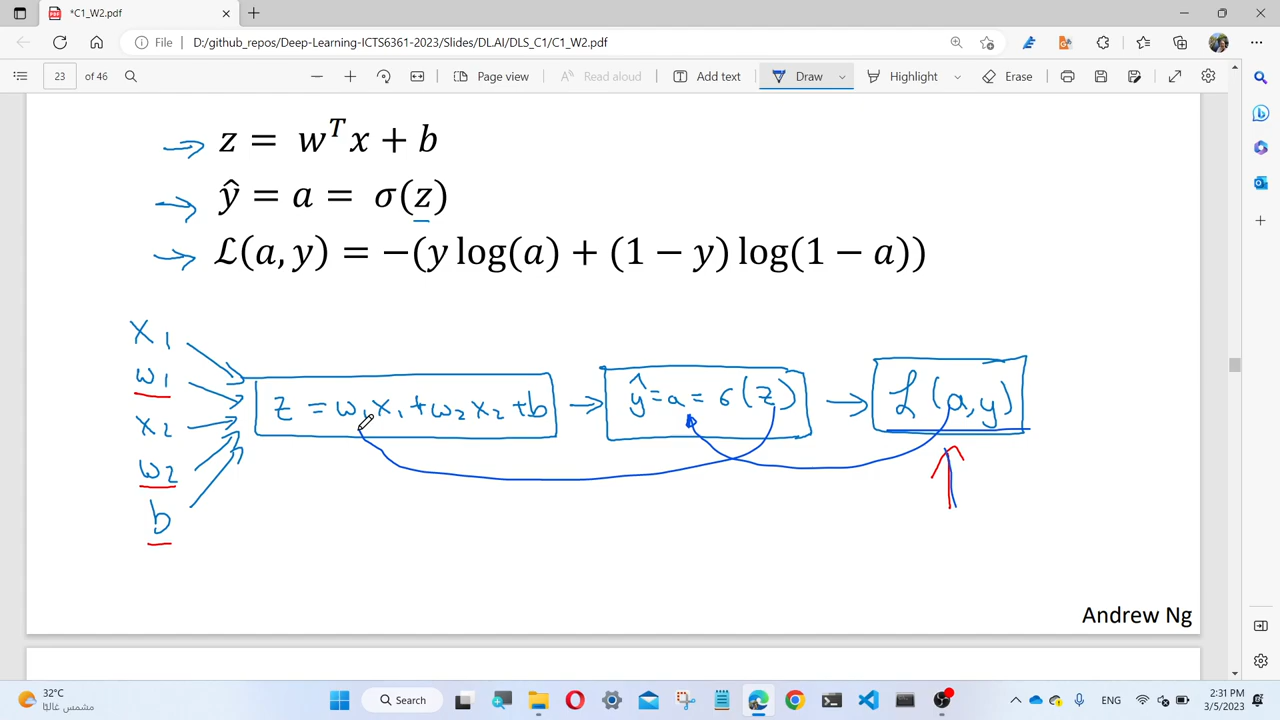 *C1_W2.pdf
File
D:/github_repos/Deep-Learning-ICTS6361-2023/Slides/DL.AI/DLS_C1/C1_W2.pdf
23 of 46
Page view
Read aloud
Add text
Draw
Highlight
Erase
z = wᵀx + b
ŷ = a = σ(z)
ℒ(a, y) = −(y log(a) + (1 − y) log(1 − a))
x₁
w₁
x₂
w₂
b
z = w₁x₁ + w₂x₂ + b
ŷ = a = σ(z)
ℒ(a, y)
Andrew Ng
32°C
مشمس غالبًا
Search
ENG
2:31 PM
3/5/2023